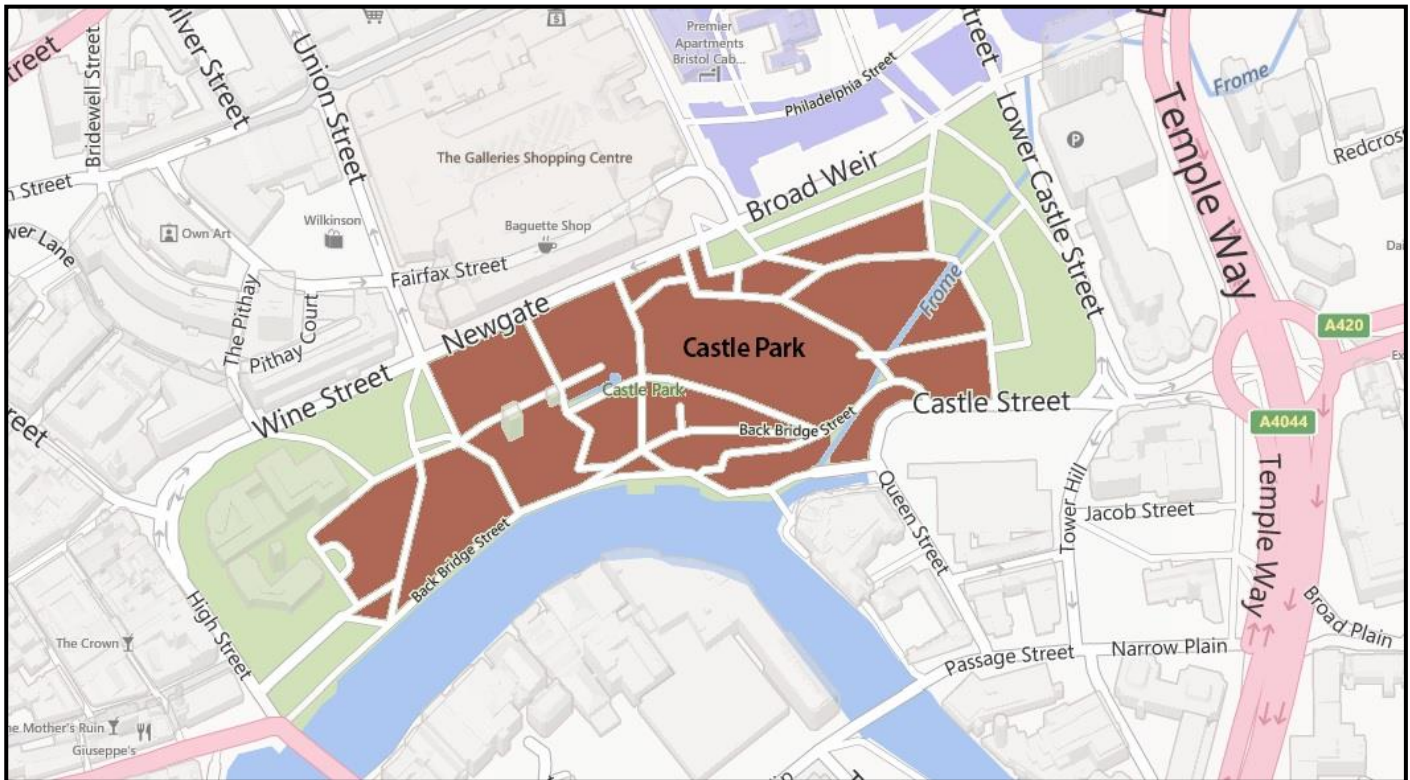 Street
Silver Street
Bridewell Street
Union Street
Premier
Apartments
Bristol Cab...
Philadelphia Street
Street
Temple Way
Frome
Redcross
The Galleries Shopping Centre
Broad Weir
P
Lower Castle Street
Street
Wilkinson
Baguette Shop
Own Art
Lane
Fairfax Street
Frome
The Pithay
Pithay Court
Newgate
A420
Castle Park
Wine Street
Castle Park
Castle Street
Back Bridge Street
A4044
Street
Queen Street
Tower Hill
Jacob Street
Temple Way
Back Bridge Street
High Street
Broad Plain
The Crown
Passage Street
Narrow Plain
Mother's Ruin
Giuseppe's